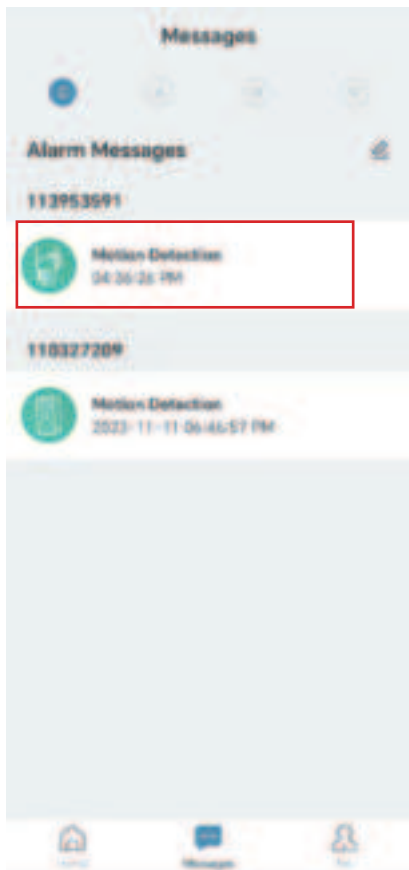 Messages
Alarm Messages
113953591
Motion Detection
04:36:26 PM
110327209
Motion Detection
2023-11-11 06:46:57 PM
Messages